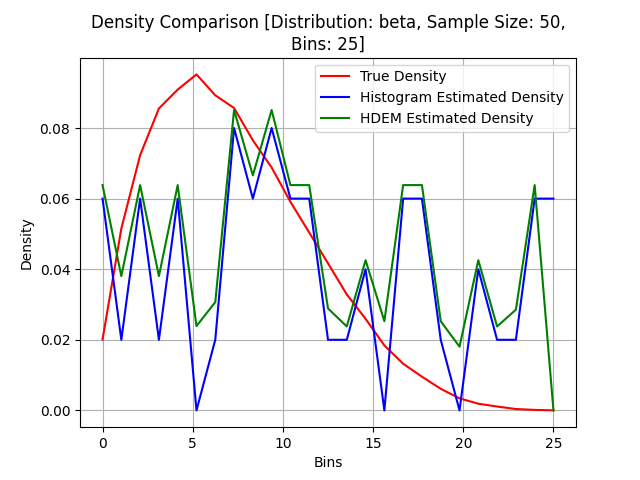 Density Comparison [Distribution: beta, Sample Size: 50,
Bins: 25]
True Density
Histogram Estimated Density
HDEM Estimated Density
0.08
0.06
0.04
0.02
0.00
Density
0 5 10 15 20 25
Bins